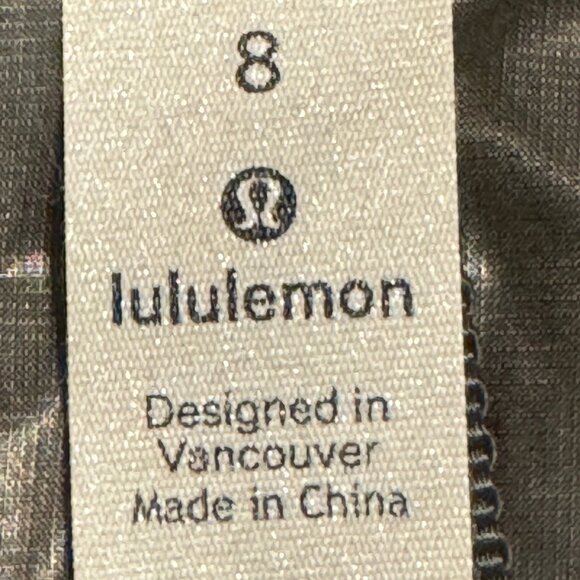 8
lululemon
Designed in
Vancouver
Made in China